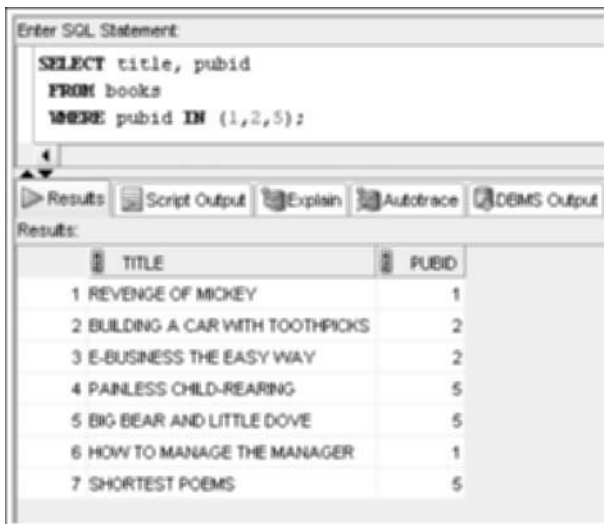 Enter SQL Statement:
SELECT title, pubid
FROM books
WHERE pubid IN (1,2,5);
Results Script Output Explain Autotrace DBMS Output
Results:
TITLE PUBID
1 REVENGE OF MICKEY 1
2 BUILDING A CAR WITH TOOTHPICKS 2
3 E-BUSINESS THE EASY WAY 2
4 PAINLESS CHILD-REARING 5
5 BIG BEAR AND LITTLE DOVE 5
6 HOW TO MANAGE THE MANAGER 1
7 SHORTEST POEMS 5